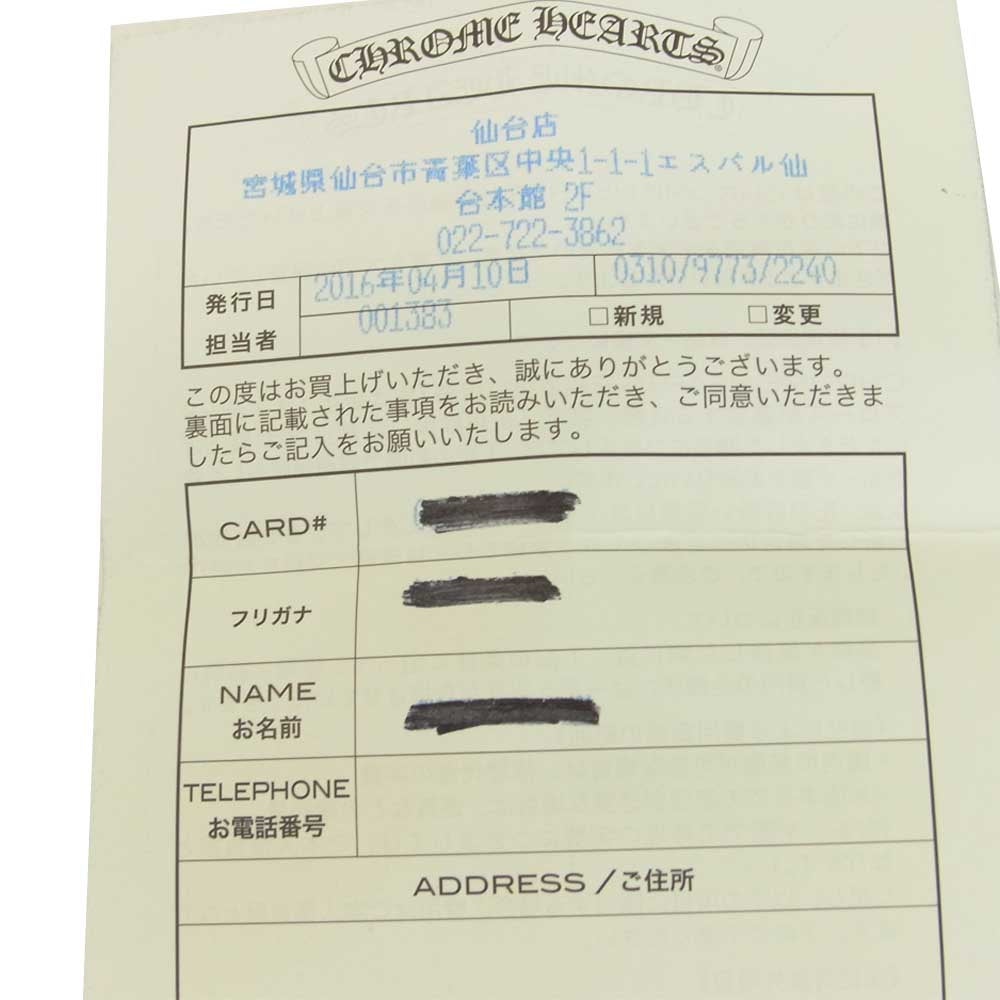 CHROME HEARTS®
仙台店
宮城県仙台市青葉区中央1-1-1エスパル仙
台本館 2F
022-722-3862
発行日 2016年04月10日 0310/9773/2240
担当者 001383 □新規 □変更
この度はお買上げいただき、誠にありがとうございます。
裏面に記載された事項をお読みいただき、ご同意いただきま
したらご記入をお願いいたします。
CARD#
フリガナ
NAME
お名前
TELEPHONE
お電話番号
ADDRESS /ご住所